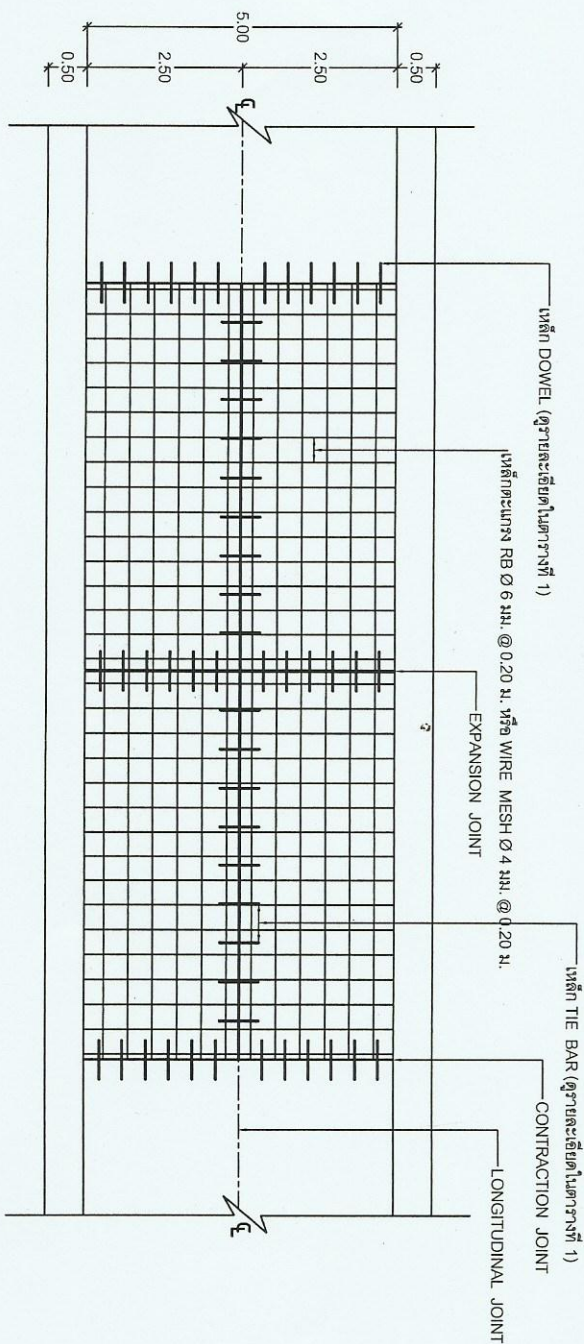 เหล็ก DOWEL (ดูรายละเอียดในตารางที่ 1)
เหล็กตะแกรง RB Ø 6 มม. @ 0.20 ม. หรือ WIRE MESH Ø 4 มม. @ 0.20 ม.
EXPANSION JOINT
เหล็ก TIE BAR (ดูรายละเอียดในตารางที่ 1)
CONTRACTION JOINT
LONGITUDINAL JOINT
0.50
2.50
5.00
2.50
0.50
℄
℄